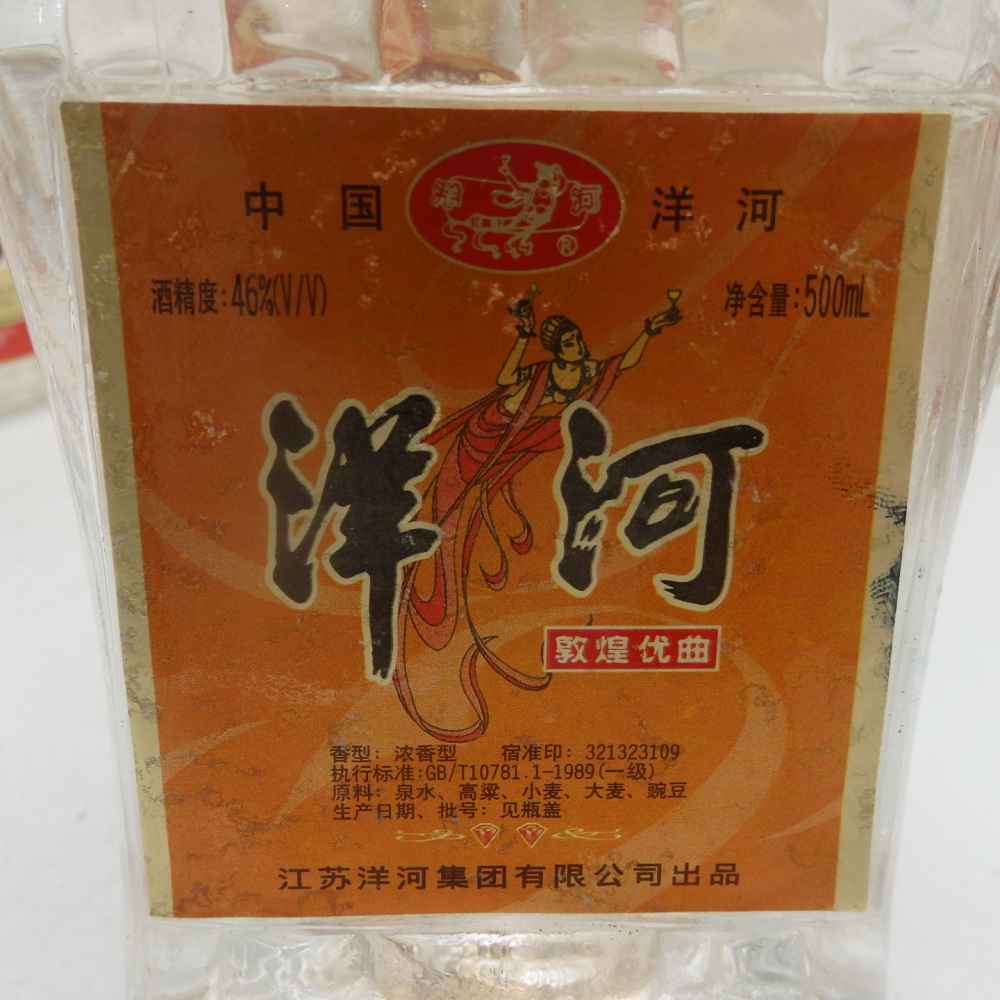 中国 洋河 洋河
®
酒精度:46%(V/V) 净含量:500mL
洋河
敦煌优曲
香型: 浓香型 宿准印: 321323109
执行标准:GB/T10781.1-1989(一级)
原料: 泉水、高粱、小麦、大麦、豌豆
生产日期、批号: 见瓶盖
江苏洋河集团有限公司出品